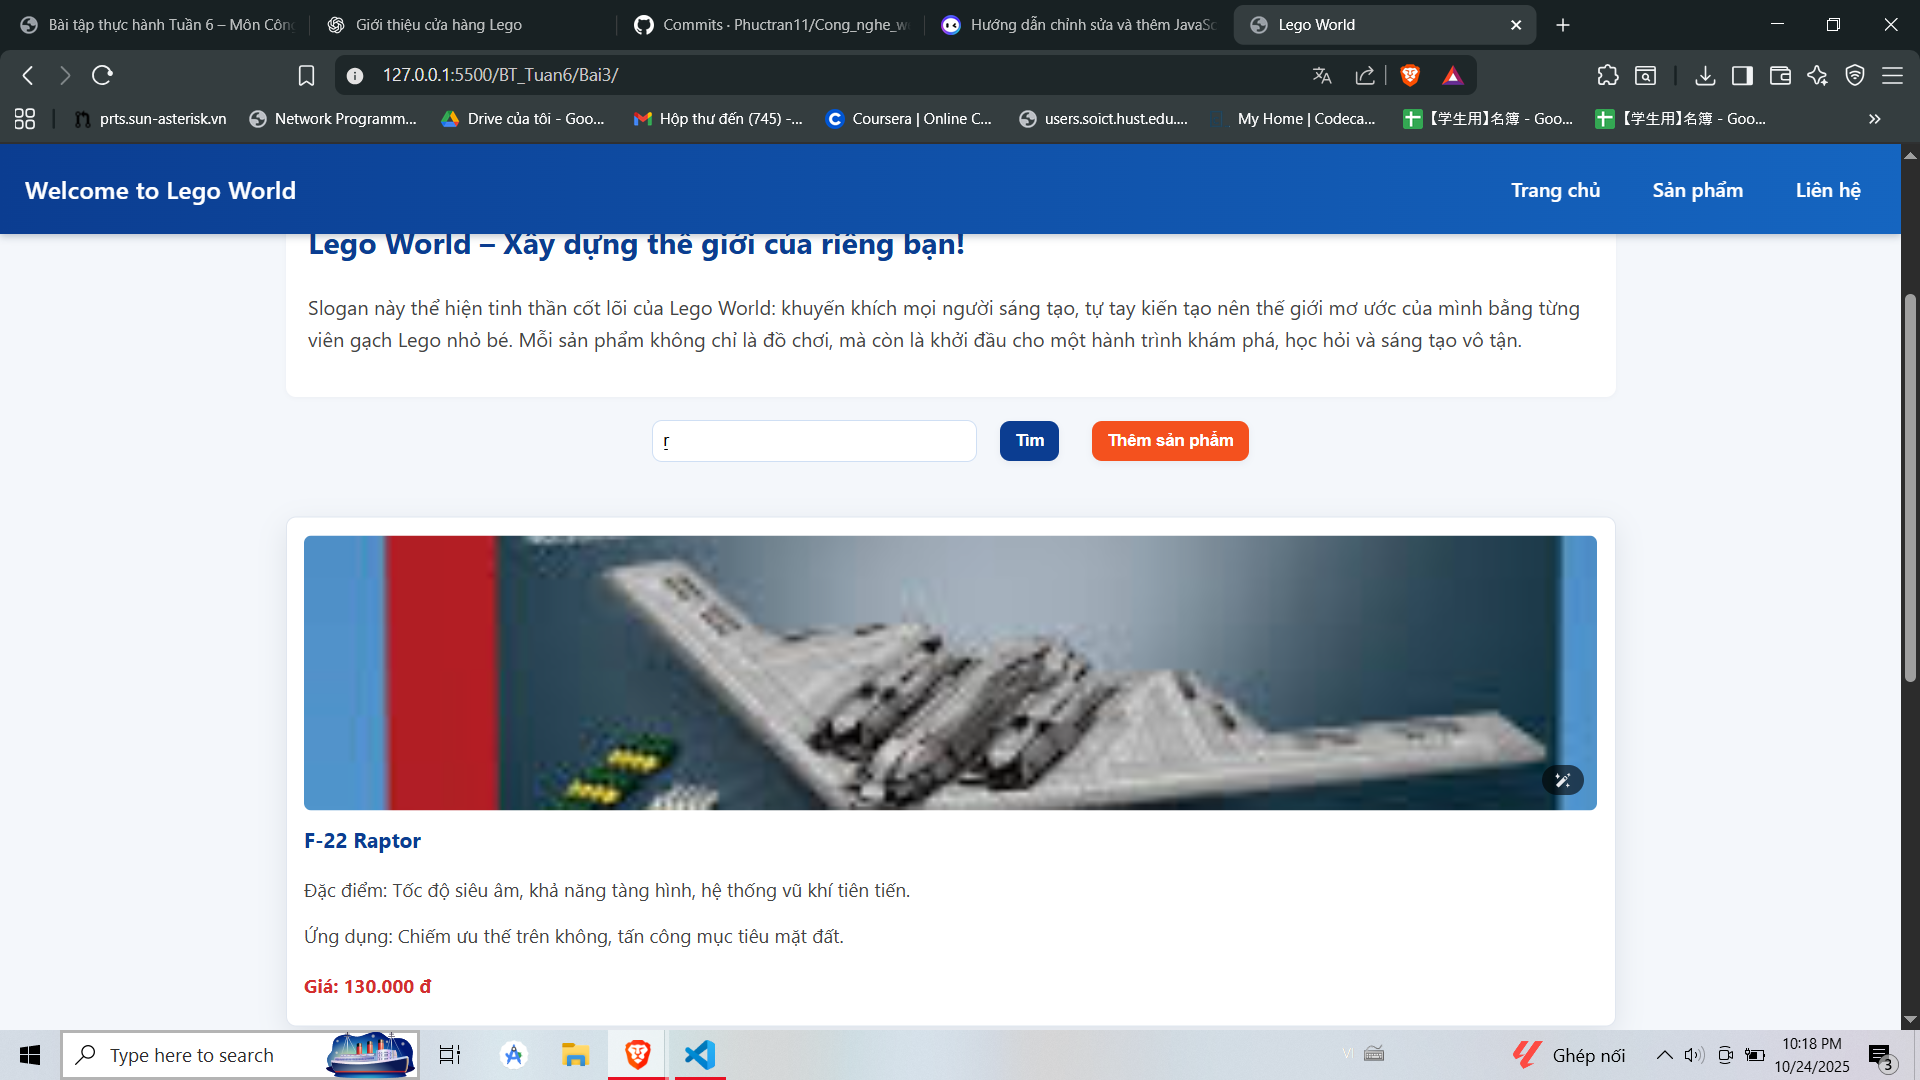 Bài tập thực hành Tuần 6 – Môn Công
Giới thiệu cửa hàng Lego
Commits · Phuctran11/Cong_nghe_w
Hướng dẫn chỉnh sửa và thêm JavaSc
Lego World
127.0.0.1:5500/BT_Tuan6/Bai3/
prts.sun-asterisk.vn
Network Programm...
Drive của tôi - Goo...
Hộp thư đến (745) -...
Coursera | Online C...
users.soict.hust.edu....
My Home | Codeca...
【学生用】名簿 - Goo...
【学生用】名簿 - Goo...
Welcome to Lego World
Trang chủ
Sản phẩm
Liên hệ
Lego World – Xây dựng thế giới của riêng bạn!
Slogan này thể hiện tinh thần cốt lõi của Lego World: khuyến khích mọi người sáng tạo, tự tay kiến tạo nên thế giới mơ ước của mình bằng từng
viên gạch Lego nhỏ bé. Mỗi sản phẩm không chỉ là đồ chơi, mà còn là khởi đầu cho một hành trình khám phá, học hỏi và sáng tạo vô tận.
r
Tìm
Thêm sản phẩm
F-22 Raptor
Đặc điểm: Tốc độ siêu âm, khả năng tàng hình, hệ thống vũ khí tiên tiến.
Ứng dụng: Chiếm ưu thế trên không, tấn công mục tiêu mặt đất.
Giá: 130.000 đ
Type here to search
VI
Ghép nối
10:18 PM
10/24/2025
3